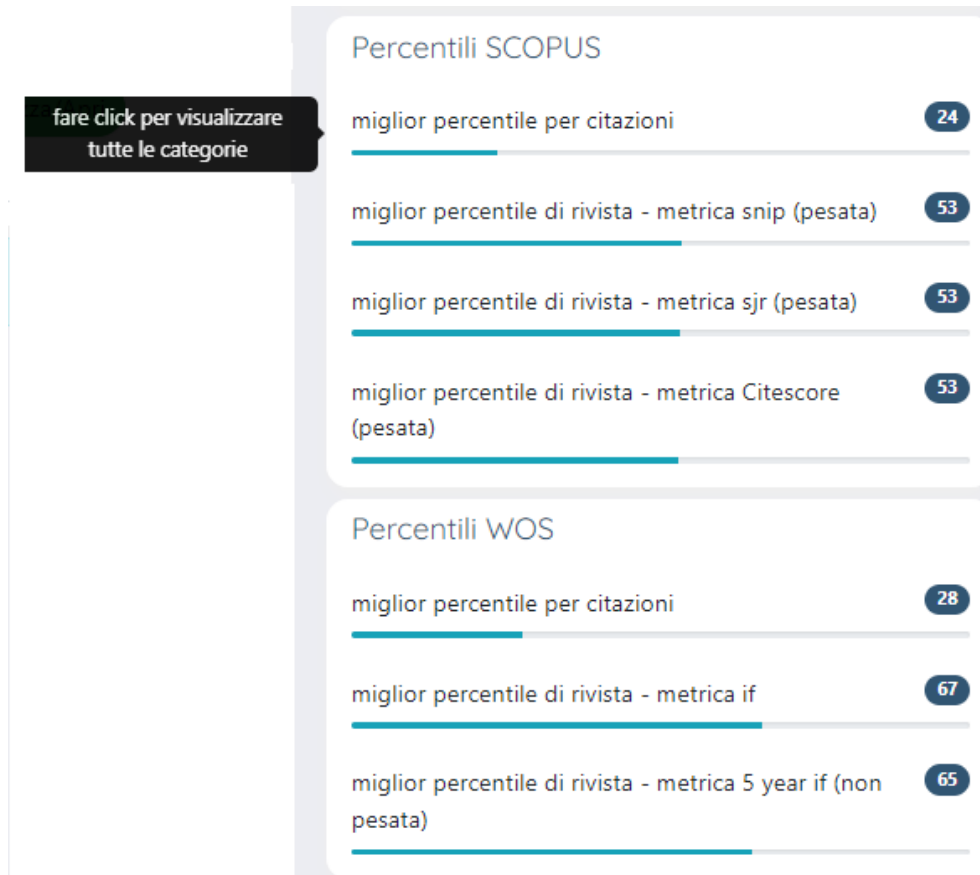 Percentili SCOPUS
fare click per visualizzare
tutte le categorie
miglior percentile per citazioni 24
miglior percentile di rivista - metrica snip (pesata) 53
miglior percentile di rivista - metrica sjr (pesata) 53
miglior percentile di rivista - metrica Citescore 53
(pesata)
Percentili WOS
miglior percentile per citazioni 28
miglior percentile di rivista - metrica if 67
miglior percentile di rivista - metrica 5 year if (non 65
pesata)